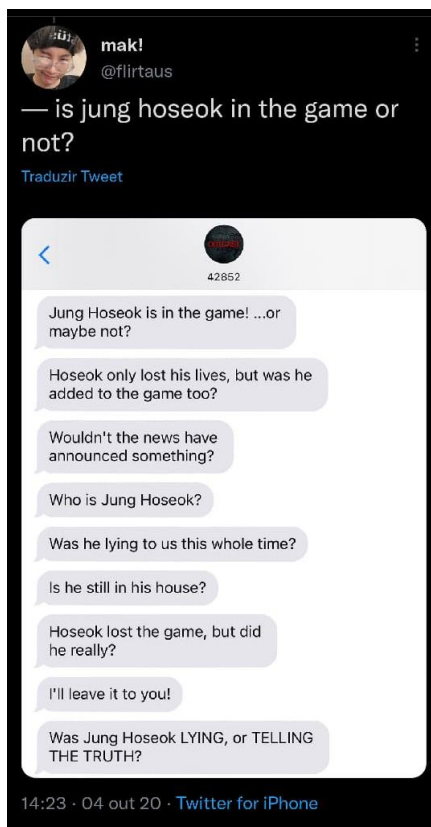 mak!
@flirtaus
— is jung hoseok in the game or
not?
Traduzir Tweet
42852
Jung Hoseok is in the game! ...or
maybe not?
Hoseok only lost his lives, but was he
added to the game too?
Wouldn't the news have
announced something?
Who is Jung Hoseok?
Was he lying to us this whole time?
Is he still in his house?
Hoseok lost the game, but did
he really?
I'll leave it to you!
Was Jung Hoseok LYING, or TELLING
THE TRUTH?
14:23 · 04 out 20 · Twitter for iPhone